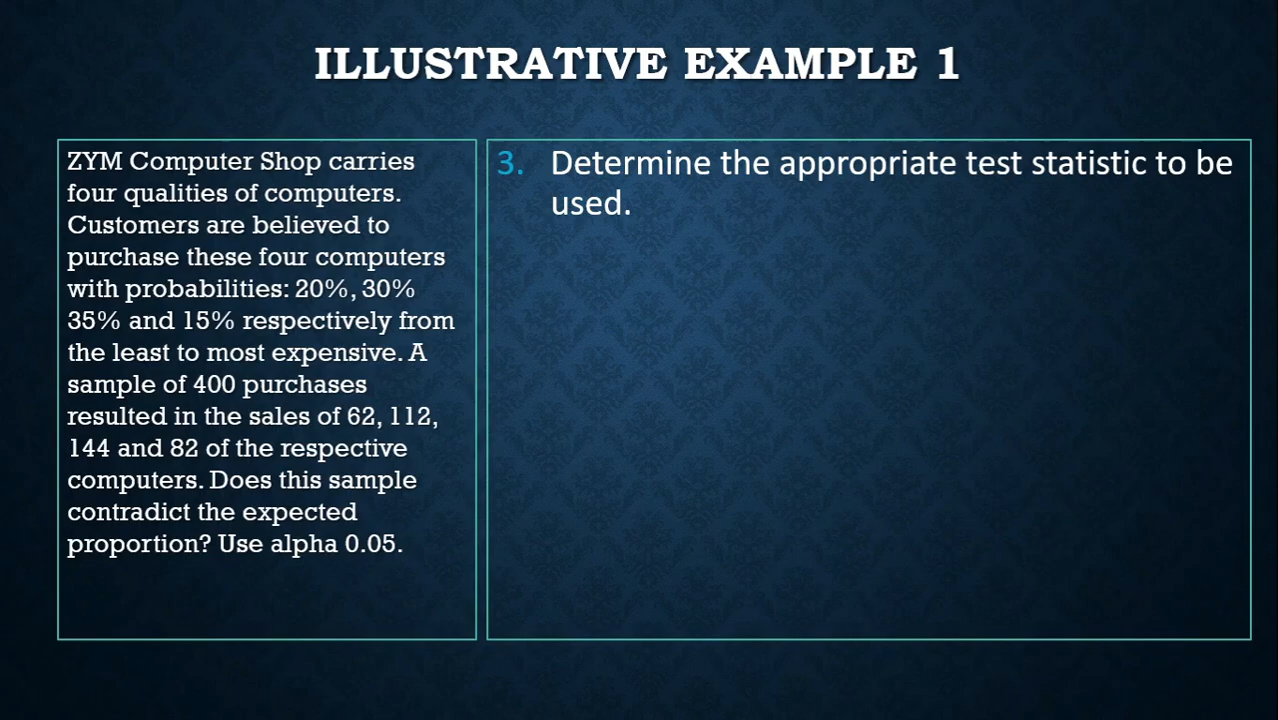 ILLUSTRATIVE EXAMPLE 1
ZYM Computer Shop carries
four qualities of computers.
Customers are believed to
purchase these four computers
with probabilities: 20%, 30%
35% and 15% respectively from
the least to most expensive. A
sample of 400 purchases
resulted in the sales of 62, 112,
144 and 82 of the respective
computers. Does this sample
contradict the expected
proportion? Use alpha 0.05.
3. Determine the appropriate test statistic to be
used.